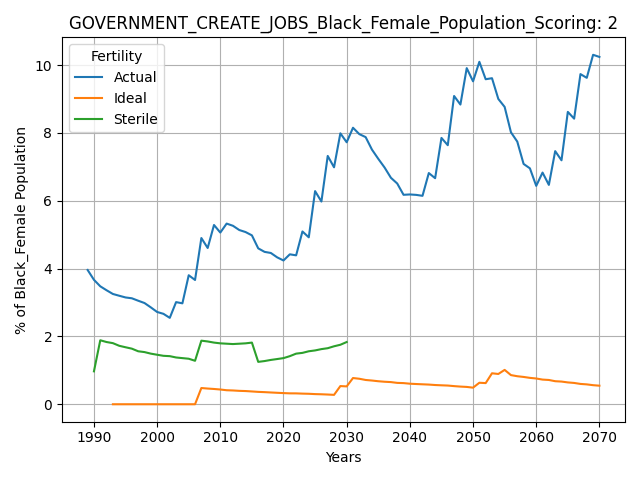 GOVERNMENT_CREATE_JOBS_Black_Female_Population_Scoring: 2
Fertility
Actual
Ideal
Sterile
% of Black_Female Population
10
8
6
4
2
0
1990 2000 2010 2020 2030 2040 2050 2060 2070
Years